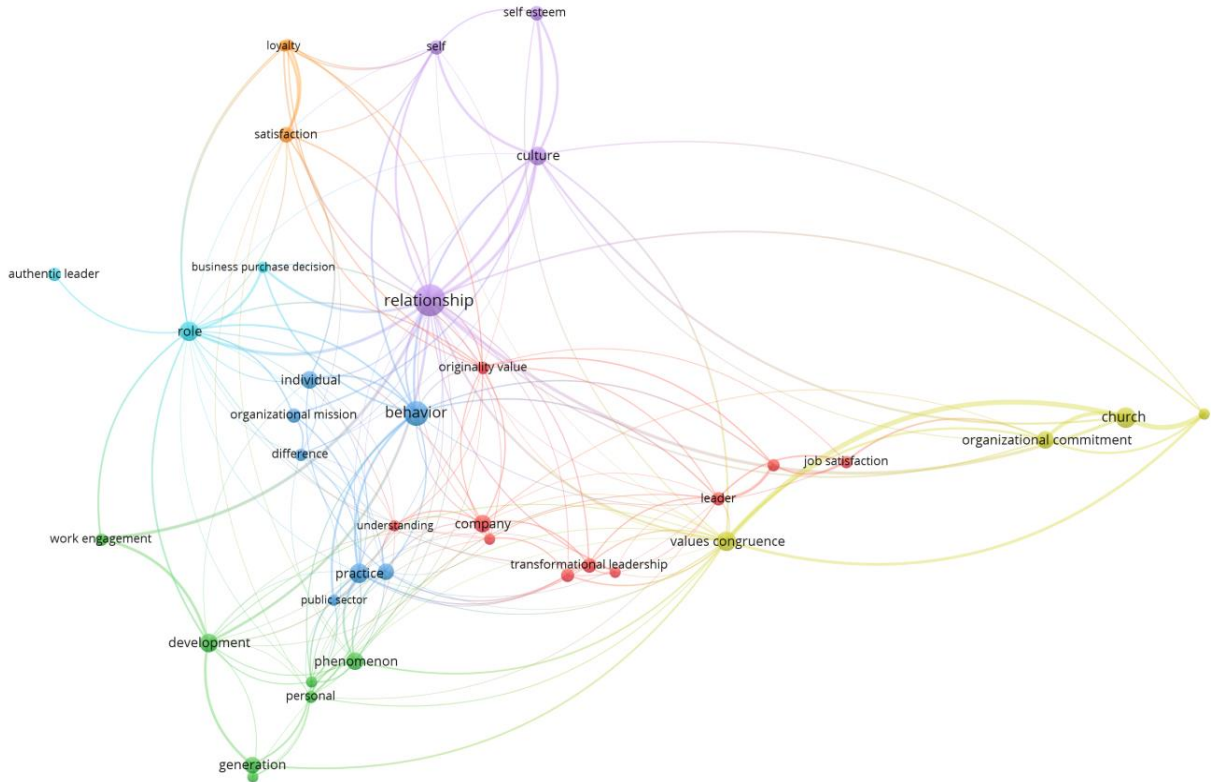 self esteem
loyalty
self
satisfaction
culture
business purchase decision
authentic leader
relationship
role
originality value
individual
behavior
organizational mission
church
organizational commitment
difference
job satisfaction
leader
understanding
company
work engagement
values congruence
transformational leadership
practice
public sector
development
phenomenon
personal
generation